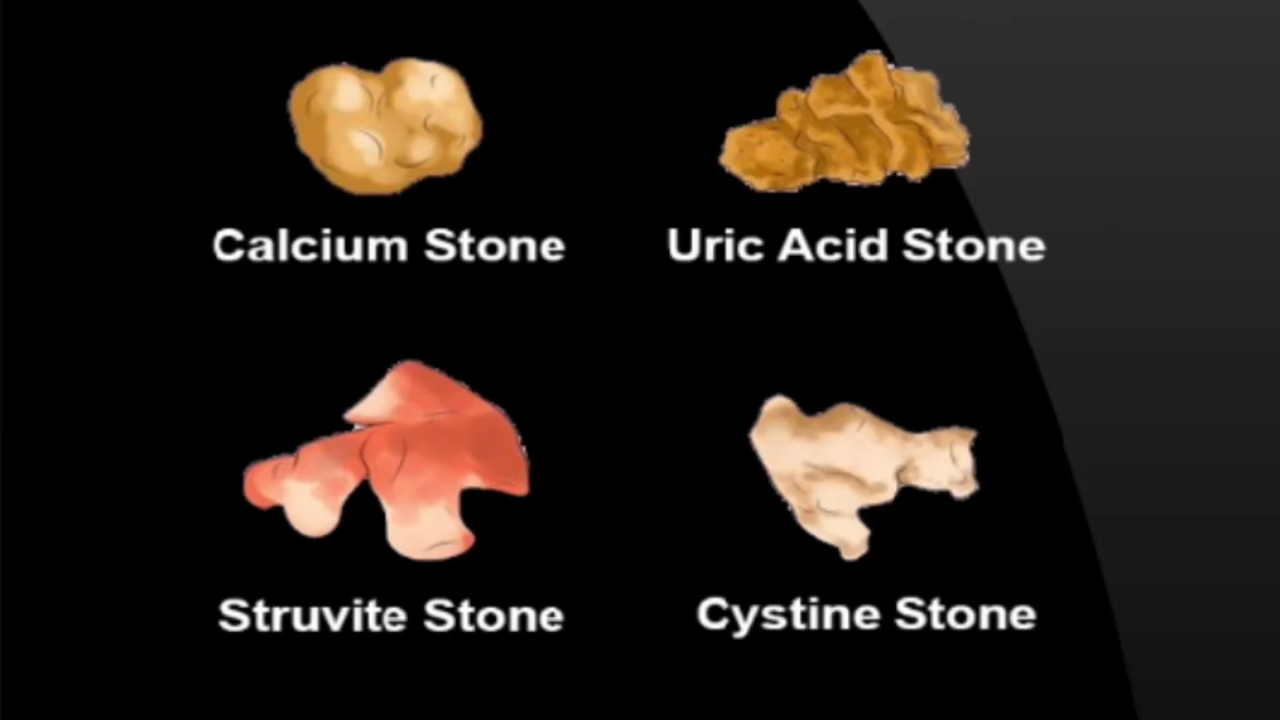 Calcium Stone
Uric Acid Stone
Struvite Stone
Cystine Stone